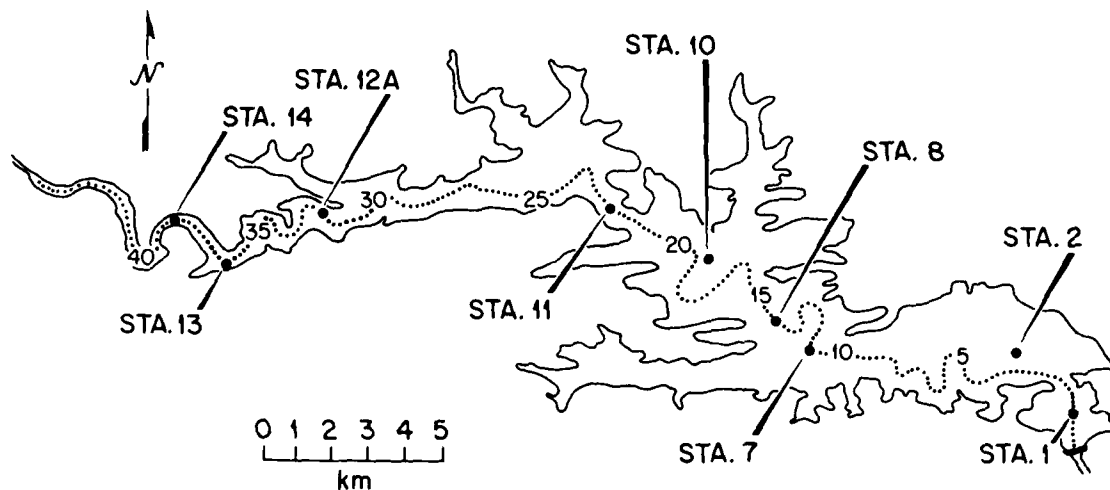 STA. 10
STA. 12A
N
STA. 14
STA. 8
30
25
35
20
STA. 2
40
15
STA. 13
STA. 11
10
5
0 1 2 3 4 5
km
STA. 7
STA. 1